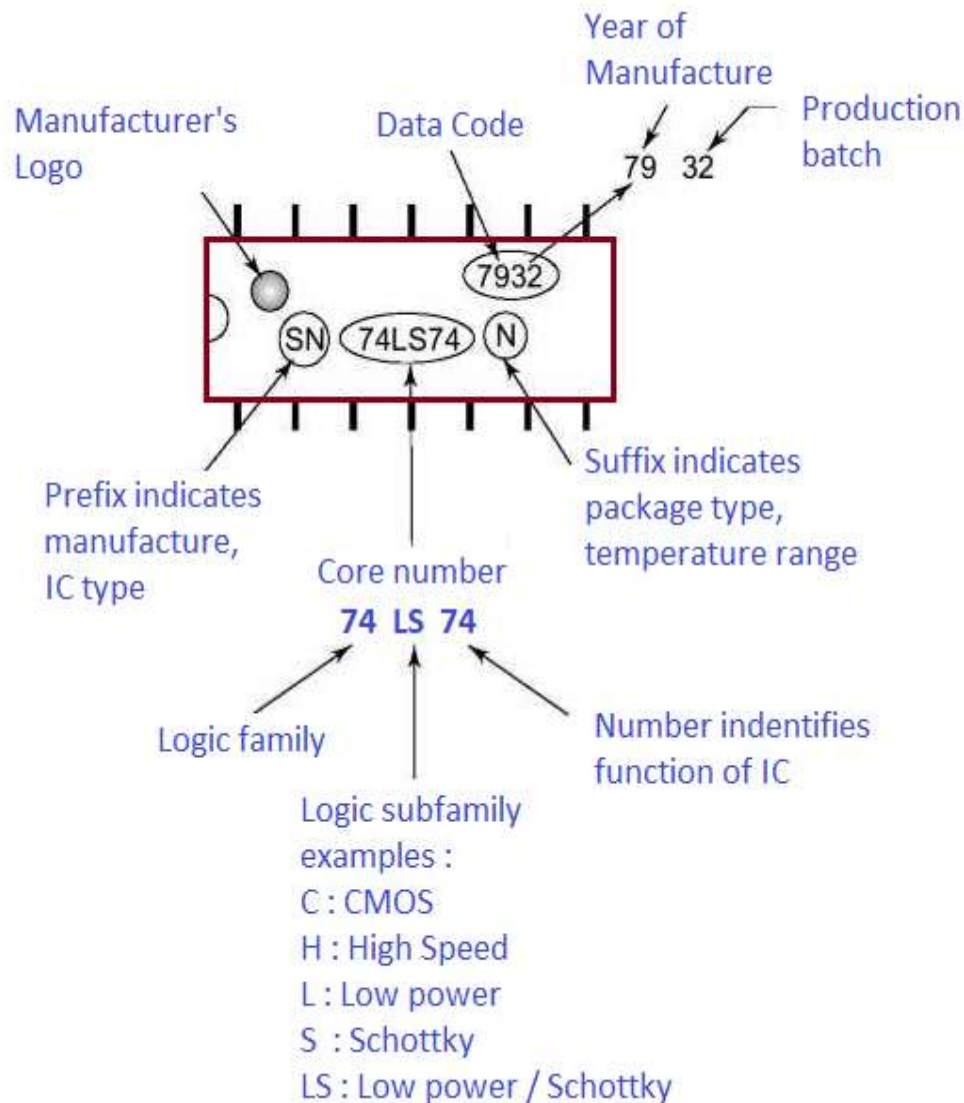 Year of
Manufacture
Manufacturer's
Logo
Data Code
Production
batch
79 32
7932
SN 74LS74 N
Prefix indicates
manufacture,
IC type
Suffix indicates
package type,
temperature range
Core number
74 LS 74
Logic family
Number indentifies
function of IC
Logic subfamily
examples :
C : CMOS
H : High Speed
L : Low power
S : Schottky
LS : Low power / Schottky